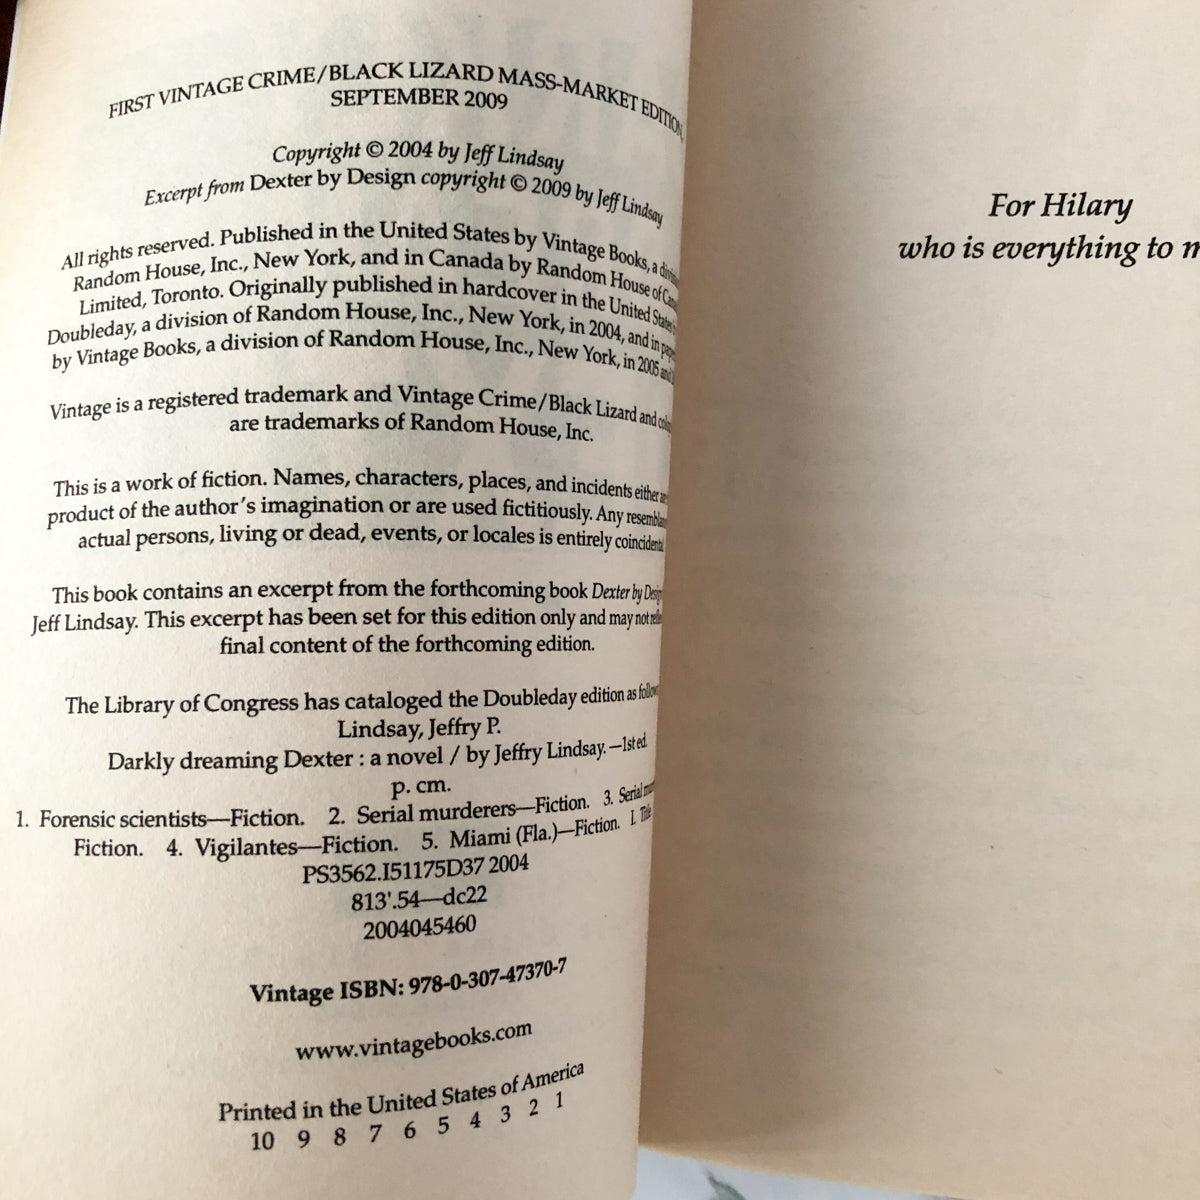 FIRST VINTAGE CRIME/BLACK LIZARD MASS-MARKET EDITION,
SEPTEMBER 2009
Copyright © 2004 by Jeff Lindsay
Excerpt from Dexter by Design copyright © 2009 by Jeff Lindsay
All rights reserved. Published in the United States by Vintage Books, a
Random House, Inc., New York, and in Canada by Random House of
Limited, Toronto. Originally published in hardcover in the United States
Doubleday, a division of Random House, Inc., New York, in 2004, and in
by Vintage Books, a division of Random House, Inc., New York, in 2005 and
Vintage is a registered trademark and Vintage Crime/Black Lizard and
are trademarks of Random House, Inc.
This is a work of fiction. Names, characters, places, and incidents either
product of the author's imagination or are used fictitiously. Any
actual persons, living or dead, events, or locales is entirely coincidental
This book contains an excerpt from the forthcoming book Dexter by
Jeff Lindsay. This excerpt has been set for this edition only and may not
final content of the forthcoming edition.
The Library of Congress has cataloged the Doubleday edition as
Lindsay, Jeffry P.
Darkly dreaming Dexter : a novel / by Jeffry Lindsay.—1st ed.
p. cm.
1. Forensic scientists—Fiction. 2. Serial murderers—Fiction. 3. Serial
Fiction. 4. Vigilantes—Fiction. 5. Miami (Fla.)—Fiction. I. Title
PS3562.I51175D37 2004
813'.54—dc22
2004045460
Vintage ISBN: 978-0-307-47370-7
www.vintagebooks.com
Printed in the United States of America
10 9 8 7 6 5 4 3 2 1
For Hilary
who is everything to